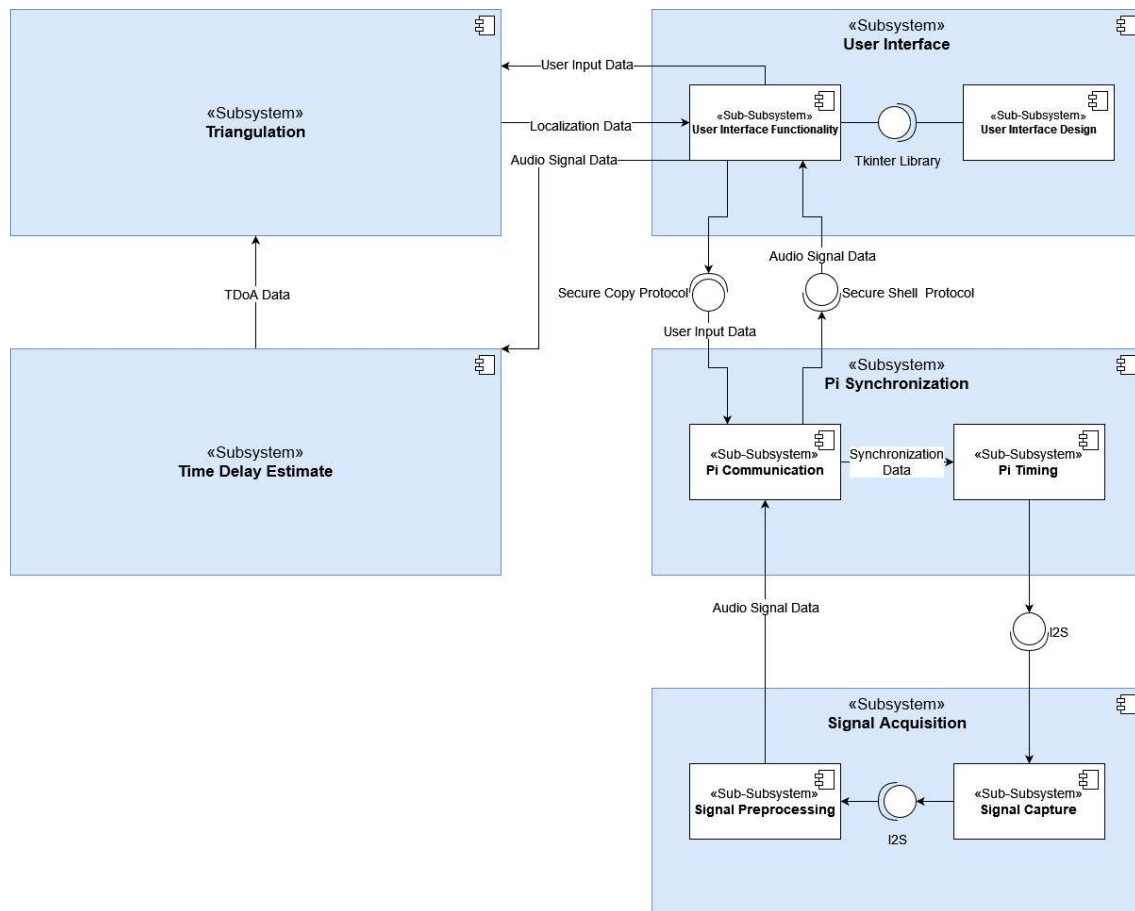 «Subsystem»
Triangulation
«Subsystem»
User Interface
User Input Data
Localization Data
Audio Signal Data
«Sub-Subsystem»
User Interface Functionality
Tkinter Library
«Sub-Subsystem»
User Interface Design
TDoA Data
Secure Copy Protocol
User Input Data
Audio Signal Data
Secure Shell Protocol
«Subsystem»
Time Delay Estimate
«Subsystem»
Pi Synchronization
«Sub-Subsystem»
Pi Communication
Synchronization
Data
«Sub-Subsystem»
Pi Timing
Audio Signal Data
I2S
«Subsystem»
Signal Acquisition
«Sub-Subsystem»
Signal Preprocessing
I2S
«Sub-Subsystem»
Signal Capture